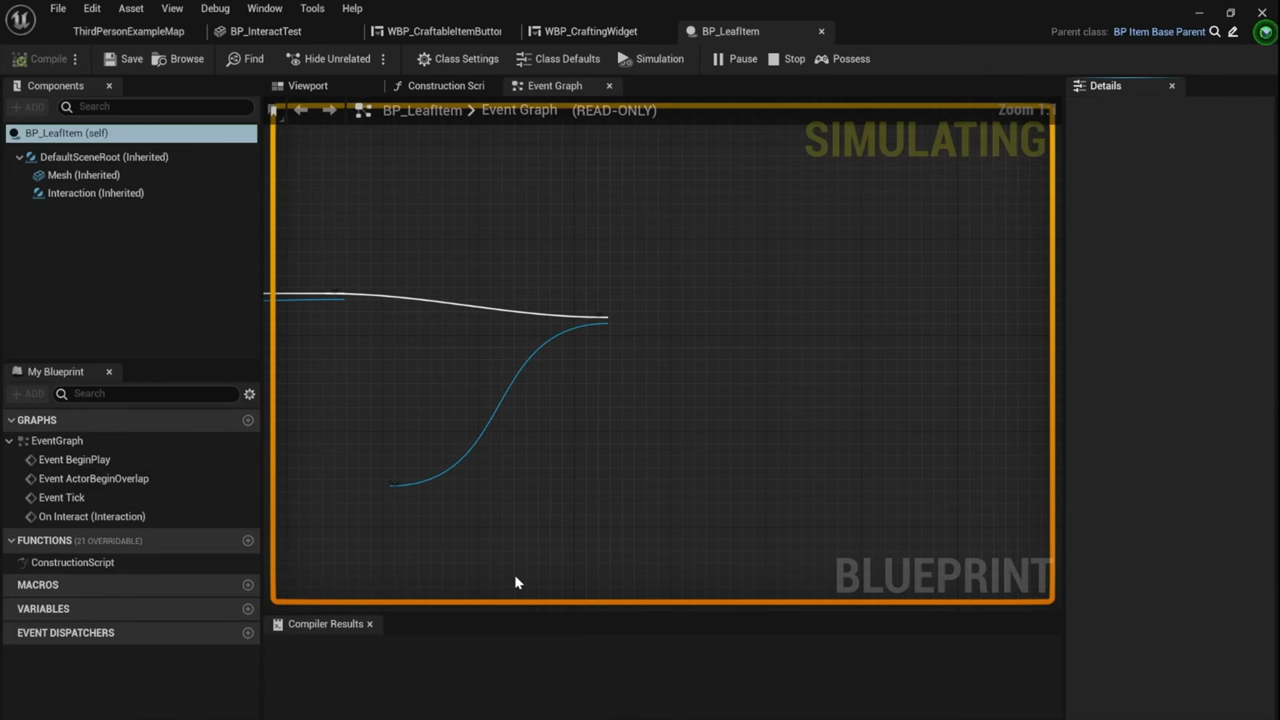 File Edit Asset View Debug Window Tools Help
ThirdPersonExampleMap BP_InteractTest WBP_CraftableItemButton WBP_CraftingWidget BP_LeafItem Parent class: BP Item Base Parent
Compile Save Browse Find Hide Unrelated Class Settings Class Defaults Simulation Pause Stop Possess
Components Viewport Construction Scri Event Graph Details
+ ADD Search BP_LeafItem > Event Graph (READ-ONLY) Zoom 1:1
BP_LeafItem (self) SIMULATING
DefaultSceneRoot (Inherited)
Mesh (Inherited)
Interaction (Inherited)
My Blueprint
+ ADD Search
GRAPHS
EventGraph
Event BeginPlay
Event ActorBeginOverlap
Event Tick
On Interact (Interaction)
FUNCTIONS (21 OVERRIDABLE)
ConstructionScript
MACROS BLUEPRINT
VARIABLES
Compiler Results
EVENT DISPATCHERS